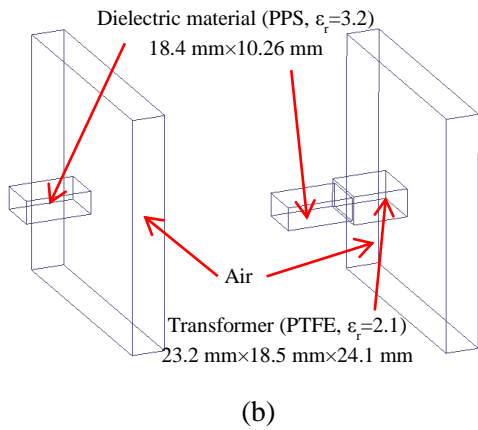 Dielectric material (PPS, εr=3.2)
18.4 mm×10.26 mm
Air
Transformer (PTFE, εr=2.1)
23.2 mm×18.5 mm×24.1 mm
(b)